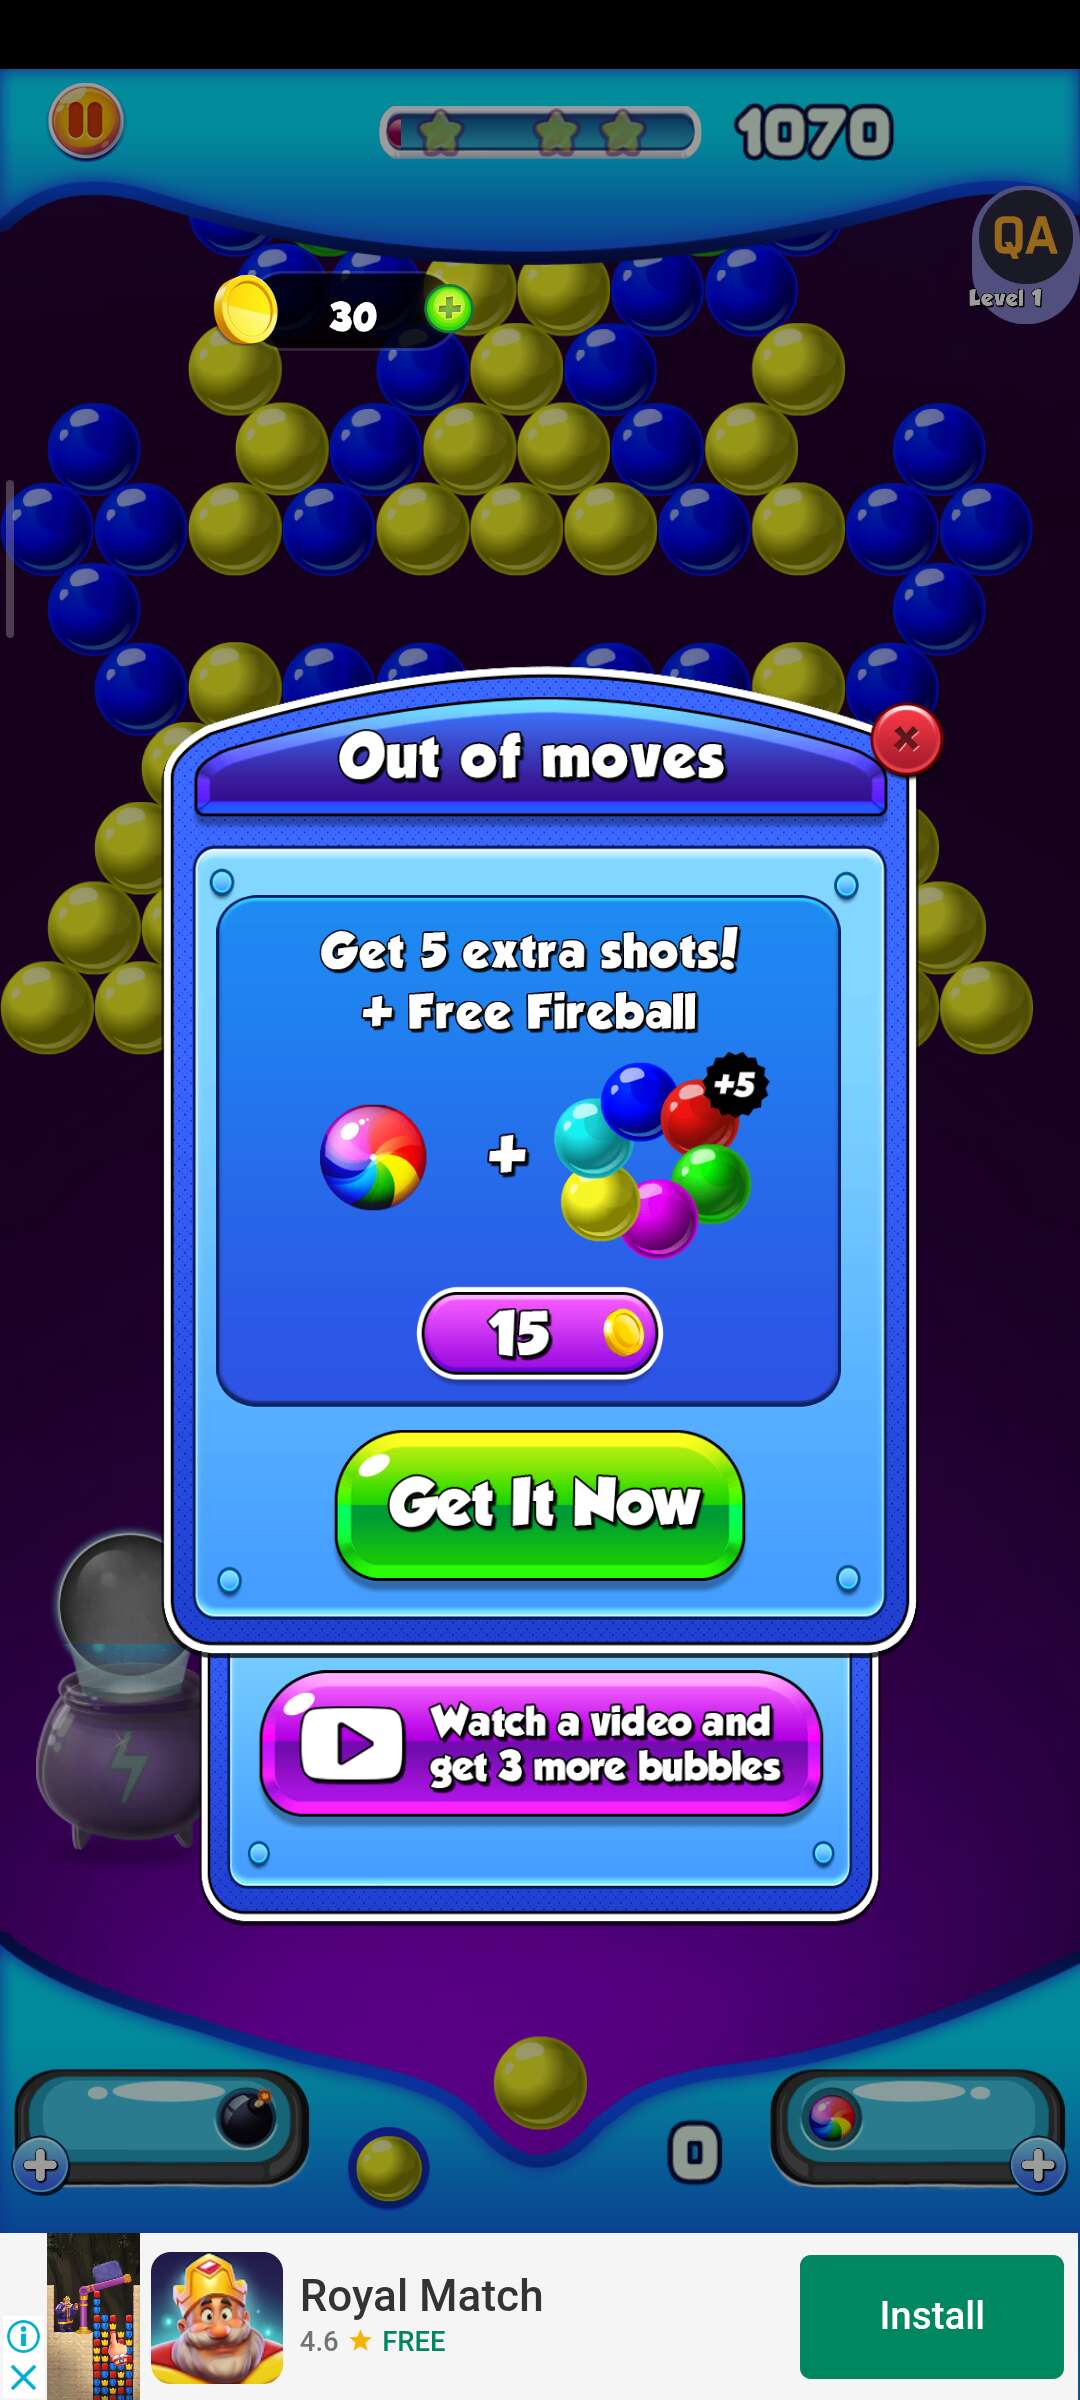 1070
QA
Level 1
30
Out of moves
Get 5 extra shots!
+ Free Fireball
+5
+
15
Get It Now
Watch a video and
get 3 more bubbles
0
Royal Match
4.6 ★ FREE
Install